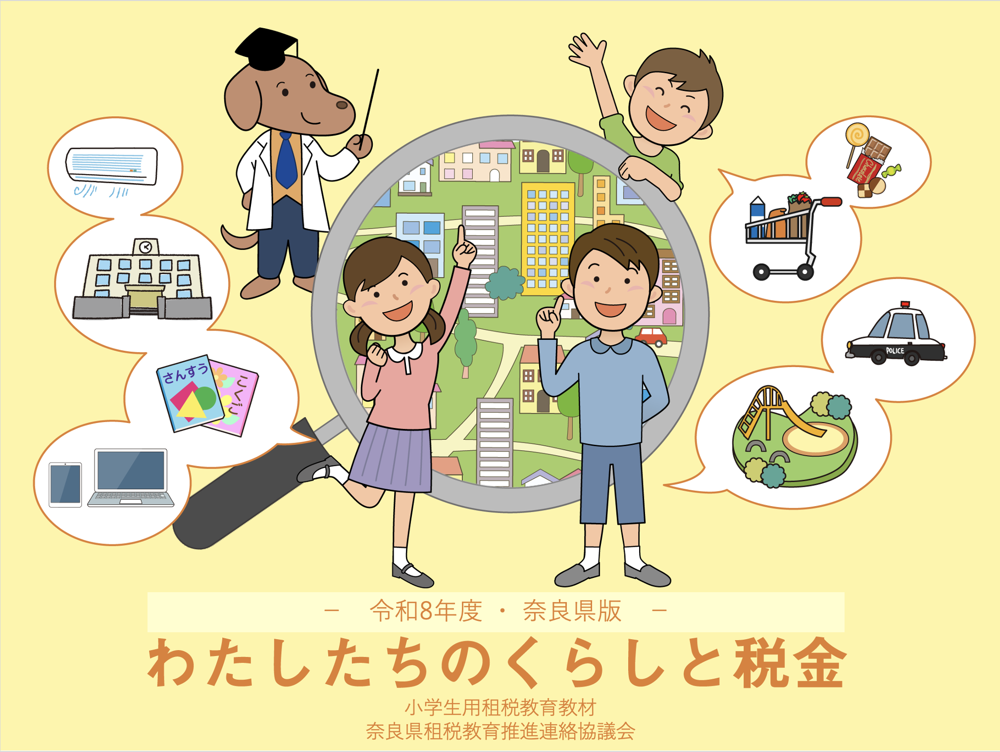 さんすう
こくご
Chocolate
POLICE
－　令和8年度 ・ 奈良県版　－
わたしたちのくらしと税金
小学生用租税教育教材
奈良県租税教育推進連絡協議会